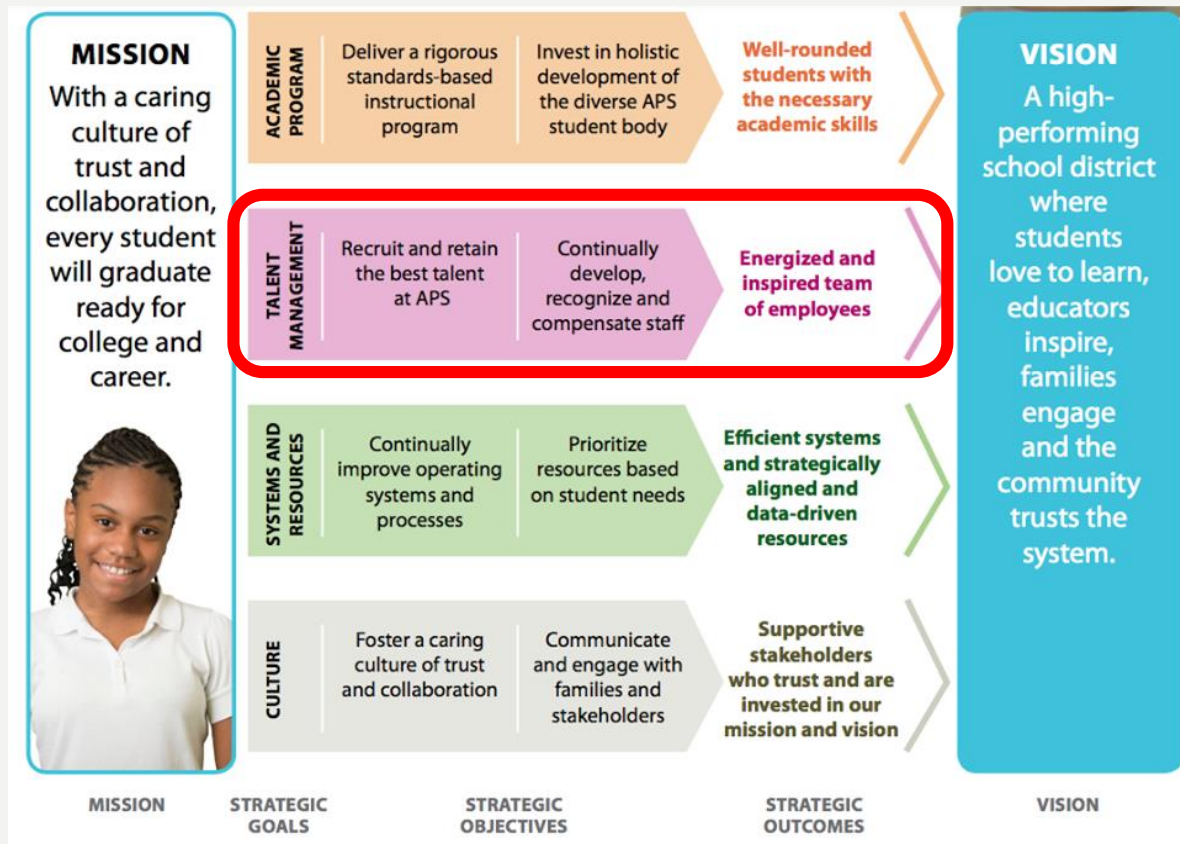 MISSION
With a caring
culture of
trust and
collaboration,
every student
will graduate
ready for
college and
career.
ACADEMIC
PROGRAM
Deliver a rigorous
standards-based
instructional
program
Invest in holistic
development of
the diverse APS
student body
Well-rounded
students with
the necessary
academic skills
TALENT
MANAGEMENT
Recruit and retain
the best talent
at APS
Continually
develop,
recognize and
compensate staff
Energized and
inspired team
of employees
SYSTEMS AND
RESOURCES
Continually
improve operating
systems and
processes
Prioritize
resources based
on student needs
Efficient systems
and strategically
aligned and
data-driven
resources
CULTURE
Foster a caring
culture of trust
and collaboration
Communicate
and engage with
families and
stakeholders
Supportive
stakeholders
who trust and are
invested in our
mission and vision
VISION
A high-
performing
school district
where
students
love to learn,
educators
inspire,
families
engage
and the
community
trusts the
system.
MISSION
STRATEGIC
GOALS
STRATEGIC
OBJECTIVES
STRATEGIC
OUTCOMES
VISION